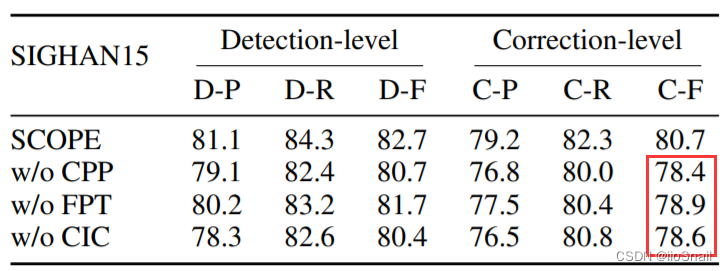 SIGHAN15 Detection-level Correction-level
D-P D-R D-F C-P C-R C-F
SCOPE 81.1 84.3 82.7 79.2 82.3 80.7
w/o CPP 79.1 82.4 80.7 76.8 80.0 78.4
w/o FPT 80.2 83.2 81.7 77.5 80.4 78.9
w/o CIC 78.3 82.6 80.4 76.5 80.8 78.6
CSDN @iioSnail